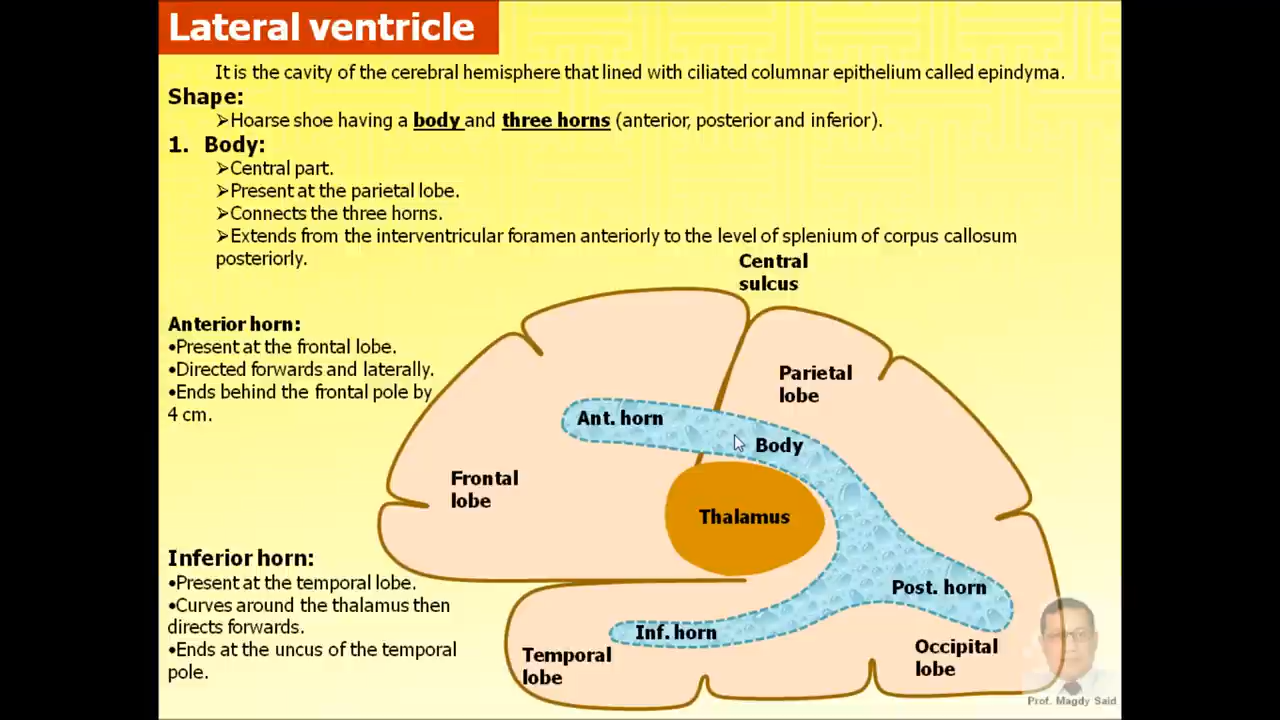 Lateral ventricle
It is the cavity of the cerebral hemisphere that lined with ciliated columnar epithelium called epindyma.
Shape:
➢Hoarse shoe having a body and three horns (anterior, posterior and inferior).
1. Body:
➢Central part.
➢Present at the parietal lobe.
➢Connects the three horns.
➢Extends from the interventricular foramen anteriorly to the level of splenium of corpus callosum
posteriorly.
Central
sulcus
Anterior horn:
•Present at the frontal lobe.
•Directed forwards and laterally.
•Ends behind the frontal pole by
4 cm.
Parietal
lobe
Ant. horn
Body
Frontal
lobe
Thalamus
Inferior horn:
•Present at the temporal lobe.
•Curves around the thalamus then
directs forwards.
•Ends at the uncus of the temporal
pole.
Post. horn
Inf. horn
Temporal
lobe
Occipital
lobe
Prof. Magdy Said